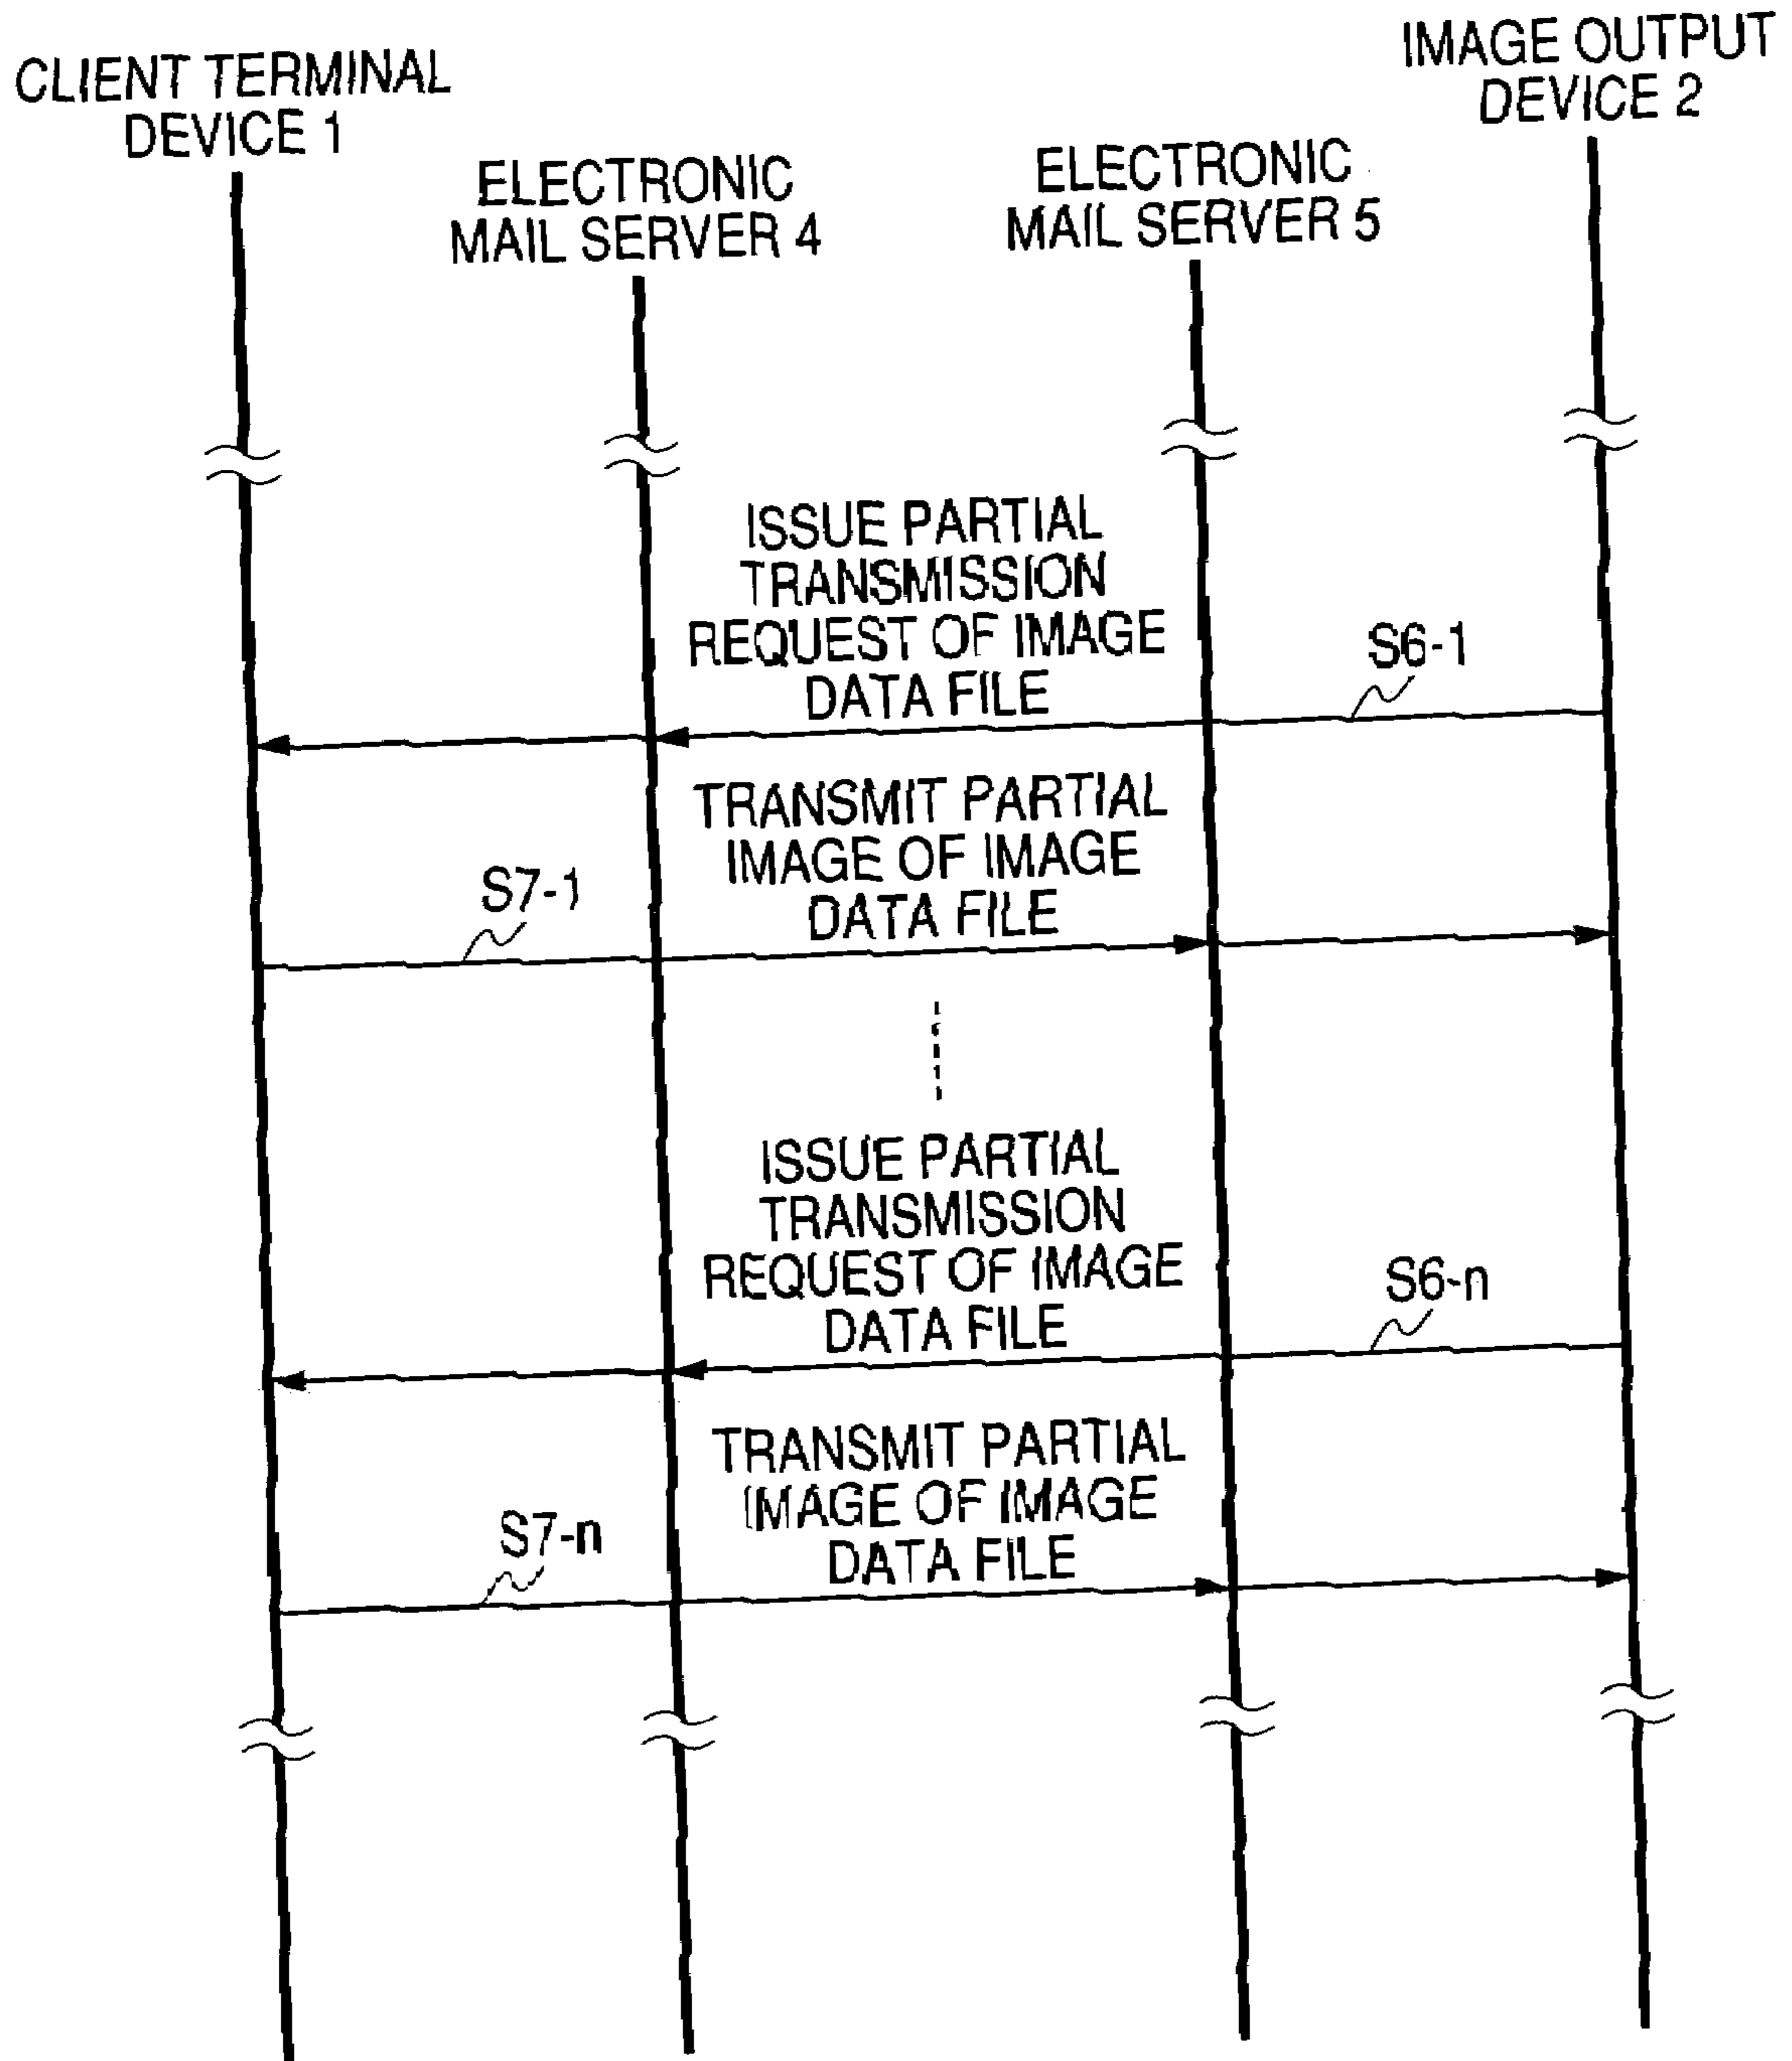 CLIENT TERMINAL
DEVICE 1
ELECTRONIC
MAIL SERVER 4
ELECTRONIC
MAIL SERVER 5
IMAGE OUTPUT
DEVICE 2
ISSUE PARTIAL
TRANSMISSION
REQUEST OF IMAGE
DATA FILE
S6-1
TRANSMIT PARTIAL
IMAGE OF IMAGE
DATA FILE
S7-1
ISSUE PARTIAL
TRANSMISSION
REQUEST OF IMAGE
DATA FILE
S6-n
TRANSMIT PARTIAL
IMAGE OF IMAGE
DATA FILE
S7-n